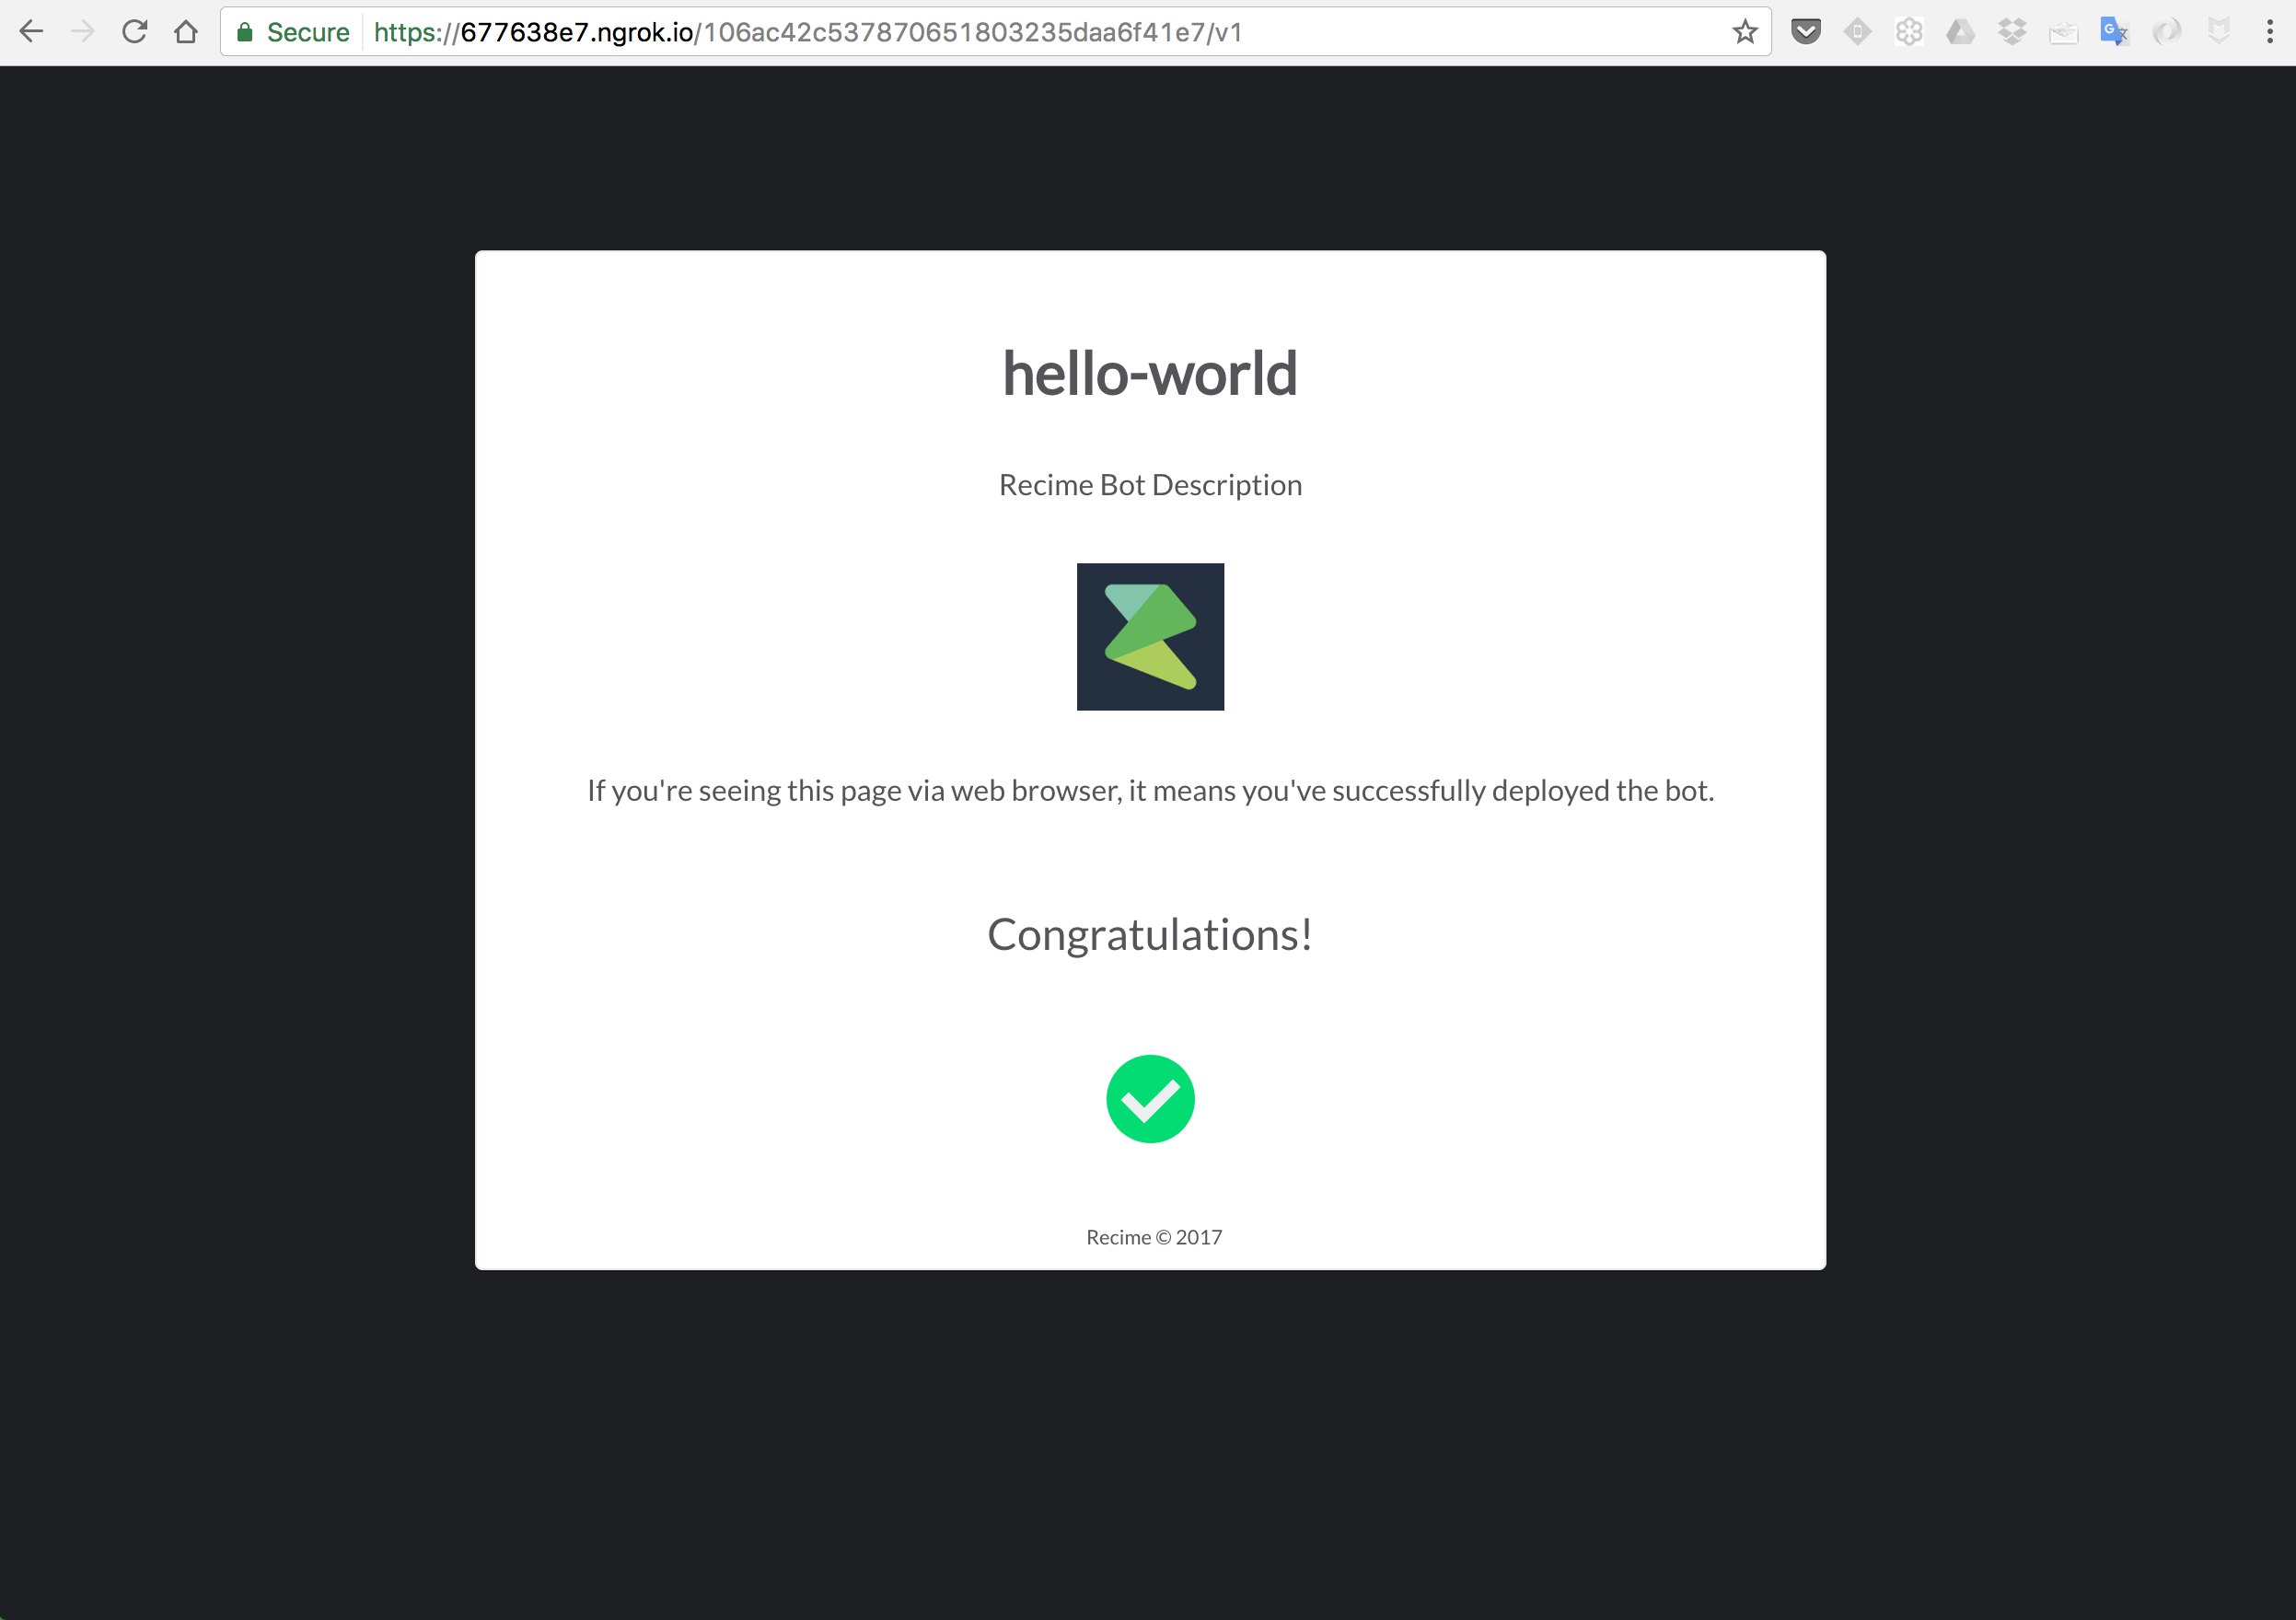 Secure https://677638e7.ngrok.io/106ac42c537870651803235daa6f41e7/v1
hello-world
Recime Bot Description
If you're seeing this page via web browser, it means you've successfully deployed the bot.
Congratulations!
Recime © 2017